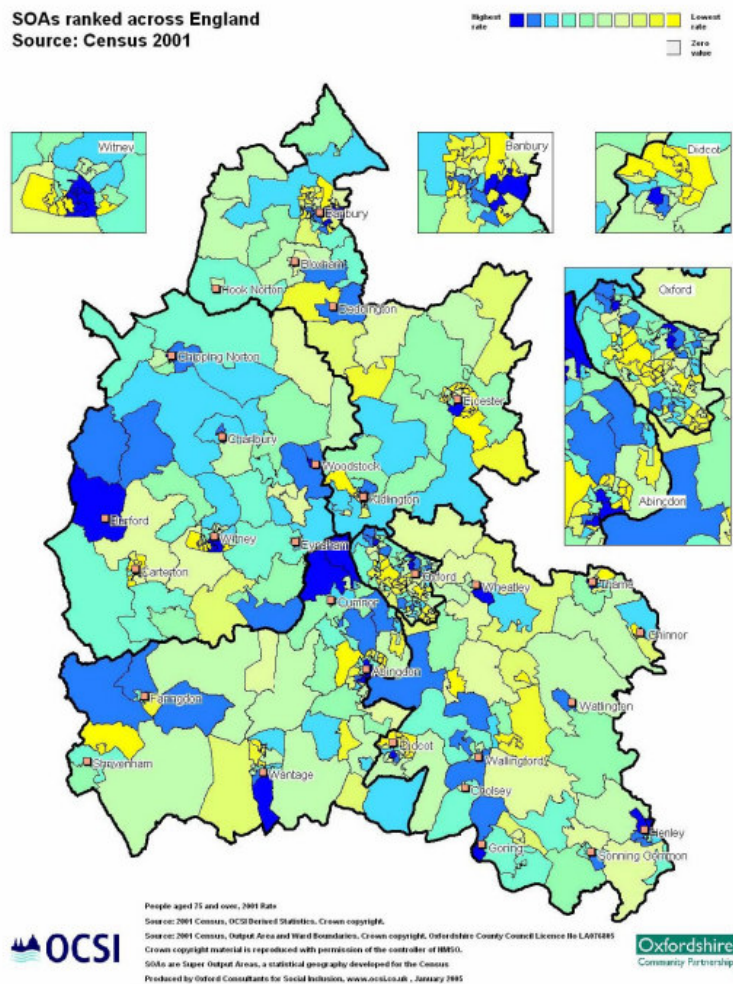 SOAs ranked across England
Source: Census 2001
Highest rate
Lowest rate
Zero value
Witney
Banbury
Didcot
Oxford
Abingdon
Banbury
Bloxham
Hook Norton
Deddington
Chipping Norton
Bicester
Charlbury
Woodstock
Kidlington
Burford
Witney
Eynsham
Carterton
Oxford
Wheatley
Thame
Cumnor
Chinnor
Abingdon
Faringdon
Watlington
Didcot
Wallingford
Shrivenham
Wantage
Cholsey
Henley
Goring
Sonning Common
People aged 75 and over, 2001 Rate
Source: 2001 Census, OCSI Derived Statistics, Crown copyright.
Source: 2001 Census, Output Area and Ward Boundaries, Crown copyright, Oxfordshire County Council Licence No LA076805
Crown copyright material is reproduced with permission of the controller of HMSO.
SOAs are Super Output Areas, a statistical geography developed for the Census
Produced by Oxford Consultants for Social Inclusion, www.ocsi.co.uk , January 2005
OCSI
Oxfordshire
Community Partnership